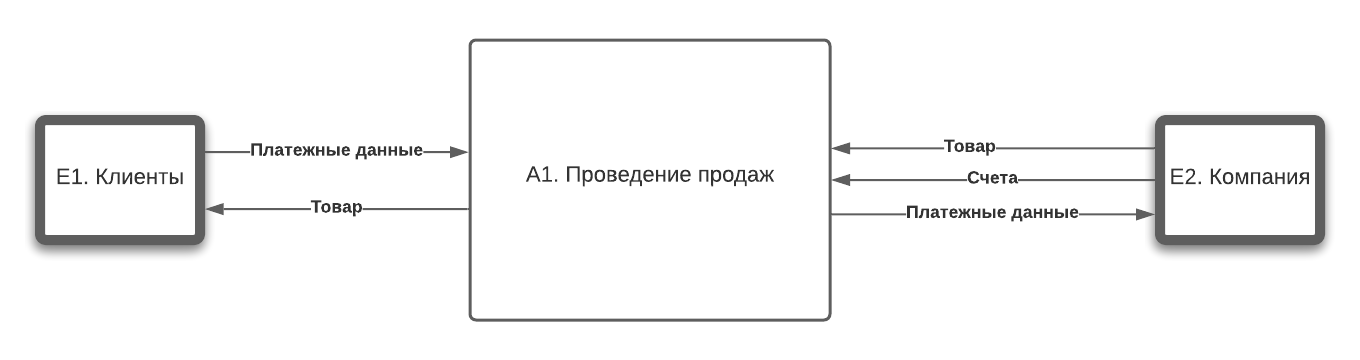 E1. Клиенты
Платежные данные
Товар
A1. Проведение продаж
Товар
Счета
Платежные данные
E2. Компания